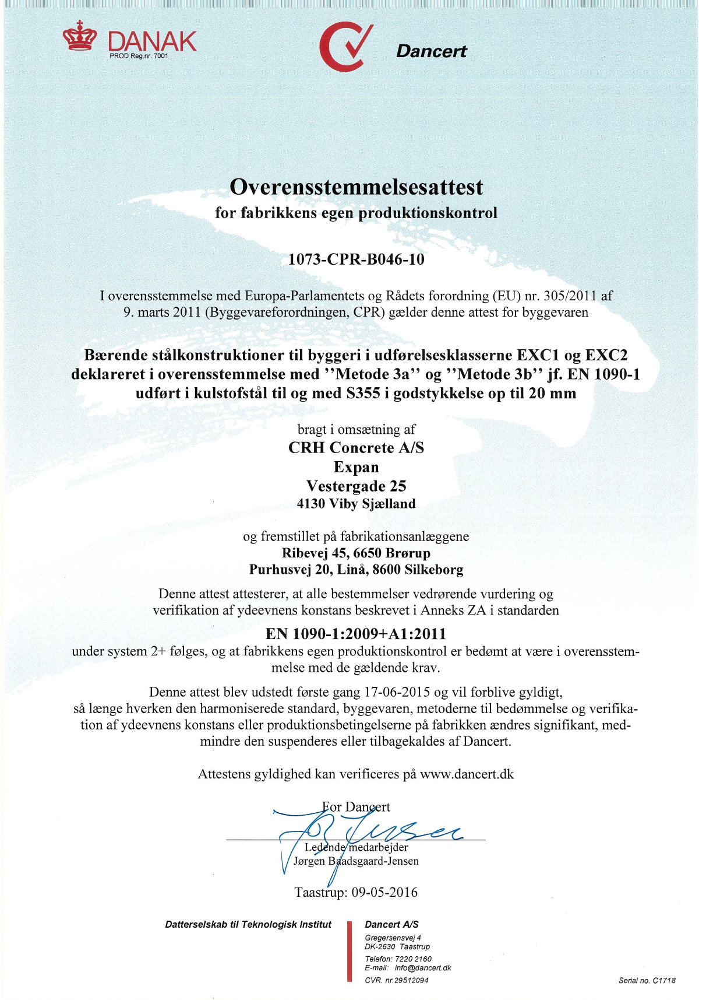 DANAK
PROD Reg.nr. 7001
Dancert
Overensstemmelsesattest
for fabrikkens egen produktionskontrol
1073-CPR-B046-10
I overensstemmelse med Europa-Parlamentets og Rådets forordning (EU) nr. 305/2011 af
9. marts 2011 (Byggevareforordningen, CPR) gælder denne attest for byggevaren
Bærende stålkonstruktioner til byggeri i udførelsesklasserne EXC1 og EXC2
deklareret i overensstemmelse med ’’Metode 3a’’ og ’’Metode 3b’’ jf. EN 1090-1
udført i kulstofstål til og med S355 i godstykkelse op til 20 mm
bragt i omsætning af
CRH Concrete A/S
Expan
Vestergade 25
4130 Viby Sjælland
og fremstillet på fabrikationsanlæggene
Ribevej 45, 6650 Brørup
Purhusvej 20, Linå, 8600 Silkeborg
Denne attest attesterer, at alle bestemmelser vedrørende vurdering og
verifikation af ydeevnens konstans beskrevet i Anneks ZA i standarden
EN 1090-1:2009+A1:2011
under system 2+ følges, og at fabrikkens egen produktionskontrol er bedømt at være i overensstem-
melse med de gældende krav.
Denne attest blev udstedt første gang 17-06-2015 og vil forblive gyldigt,
så længe hverken den harmoniserede standard, byggevaren, metoderne til bedømmelse og verifika-
tion af ydeevnens konstans eller produktionsbetingelserne på fabrikken ændres signifikant, med-
mindre den suspenderes eller tilbagekaldes af Dancert.
Attestens gyldighed kan verificeres på www.dancert.dk
For Dancert
Ledende medarbejder
Jørgen Baadsgaard-Jensen
Taastrup: 09-05-2016
Datterselskab til Teknologisk Institut
Dancert A/S
Gregersensvej 4
DK-2630 Taastrup
Telefon: 7220 2160
E-mail: info@dancert.dk
CVR. nr.29512094
Serial no. C1718